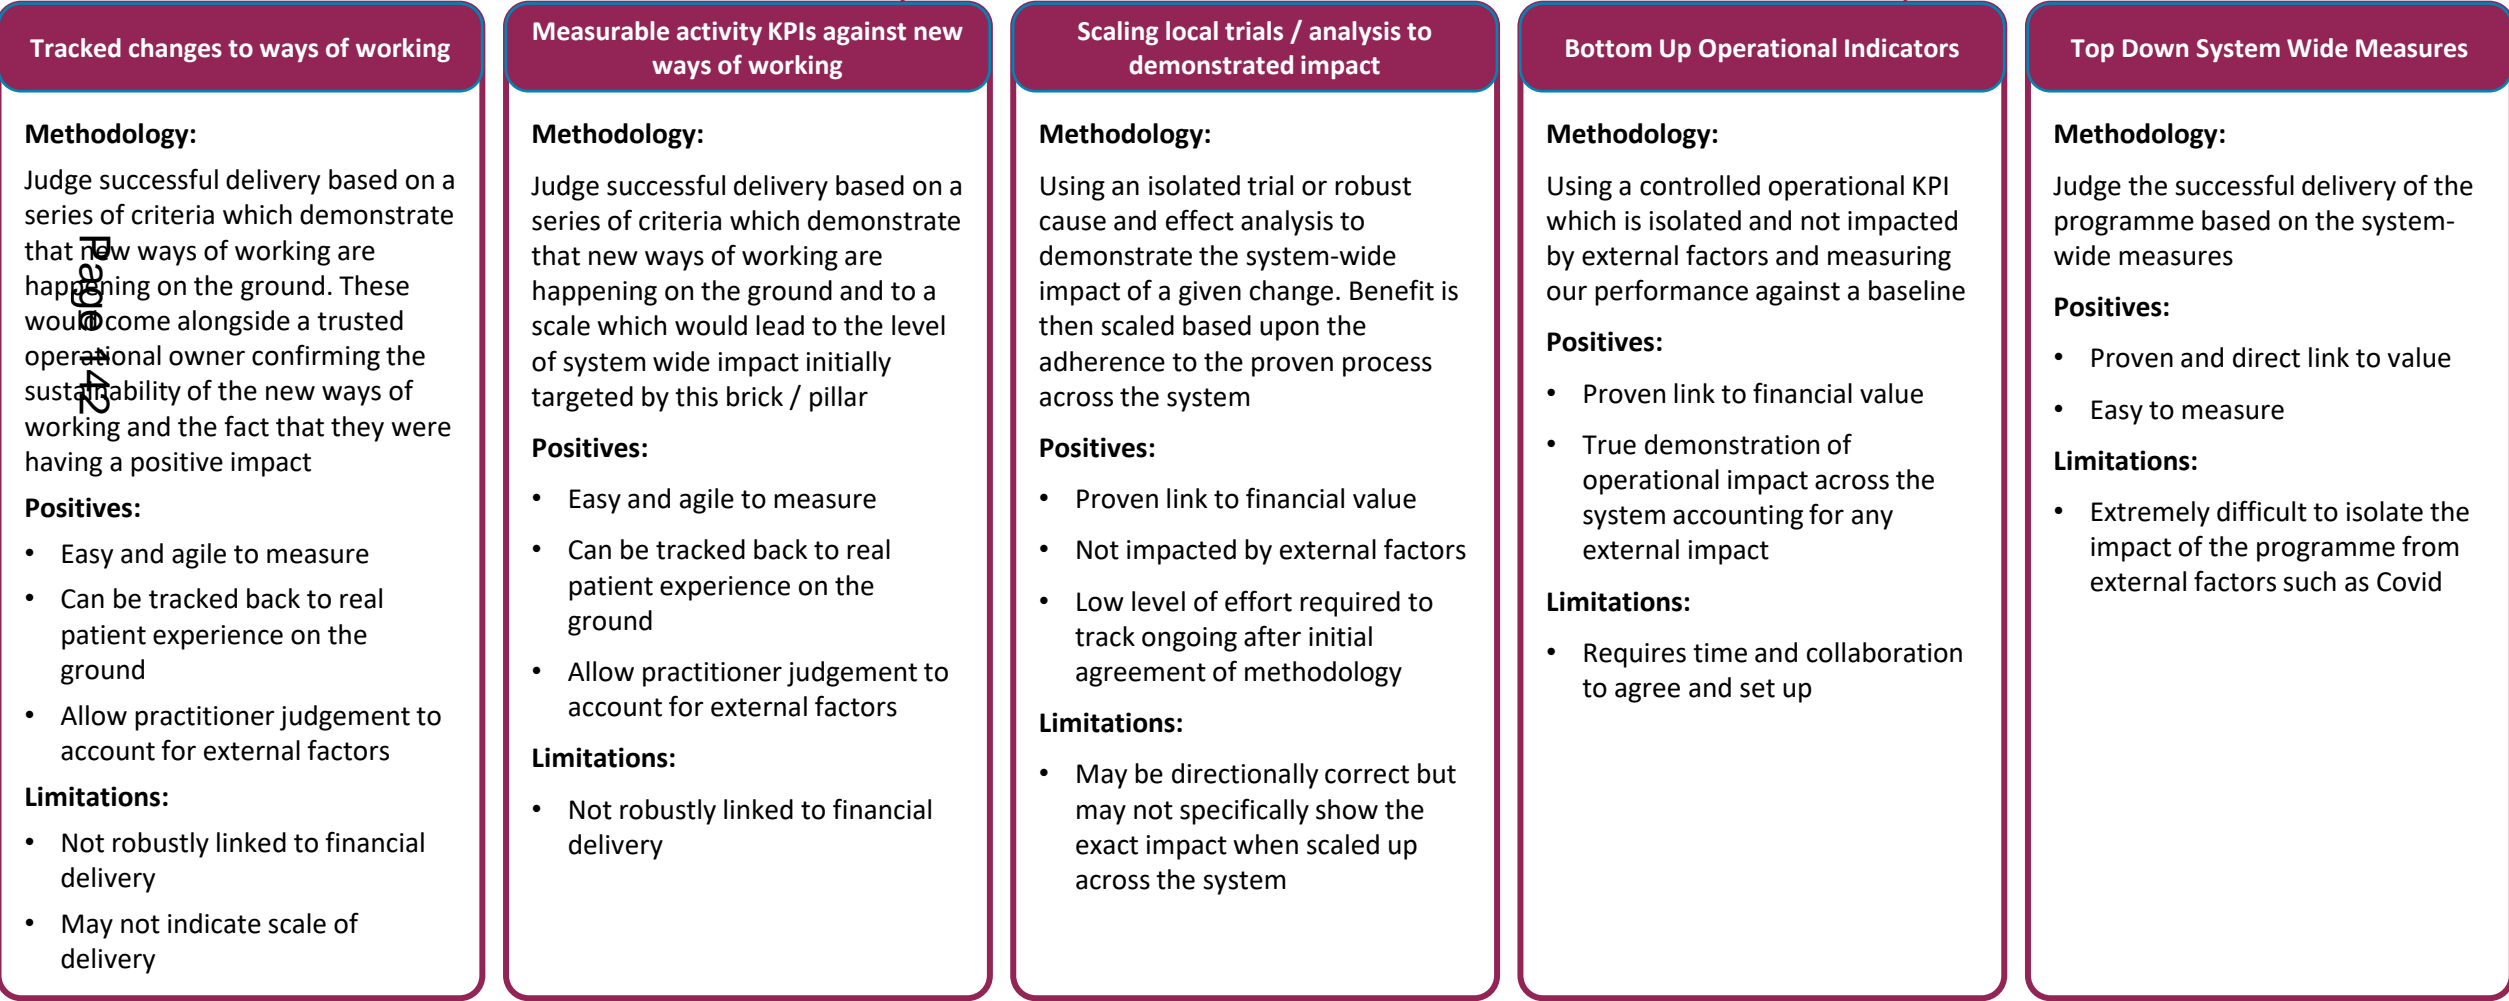 Tracked changes to ways of working
Methodology:
Judge successful delivery based on a
series of criteria which demonstrate
that new ways of working are
happening on the ground. These
would come alongside a trusted
operational owner confirming the
sustainability of the new ways of
working and the fact that they were
having a positive impact
Positives:
• Easy and agile to measure
• Can be tracked back to real
patient experience on the
ground
• Allow practitioner judgement to
account for external factors
Limitations:
• Not robustly linked to financial
delivery
• May not indicate scale of
delivery
Page 142
Measurable activity KPIs against new
ways of working
Methodology:
Judge successful delivery based on a
series of criteria which demonstrate
that new ways of working are
happening on the ground and to a
scale which would lead to the level
of system wide impact initially
targeted by this brick / pillar
Positives:
• Easy and agile to measure
• Can be tracked back to real
patient experience on the
ground
• Allow practitioner judgement to
account for external factors
Limitations:
• Not robustly linked to financial
delivery
Scaling local trials / analysis to
demonstrated impact
Methodology:
Using an isolated trial or robust
cause and effect analysis to
demonstrate the system-wide
impact of a given change. Benefit is
then scaled based upon the
adherence to the proven process
across the system
Positives:
• Proven link to financial value
• Not impacted by external factors
• Low level of effort required to
track ongoing after initial
agreement of methodology
Limitations:
• May be directionally correct but
may not specifically show the
exact impact when scaled up
across the system
Bottom Up Operational Indicators
Methodology:
Using a controlled operational KPI
which is isolated and not impacted
by external factors and measuring
our performance against a baseline
Positives:
• Proven link to financial value
• True demonstration of
operational impact across the
system accounting for any
external impact
Limitations:
• Requires time and collaboration
to agree and set up
Top Down System Wide Measures
Methodology:
Judge the successful delivery of the
programme based on the system-
wide measures
Positives:
• Proven and direct link to value
• Easy to measure
Limitations:
• Extremely difficult to isolate the
impact of the programme from
external factors such as Covid